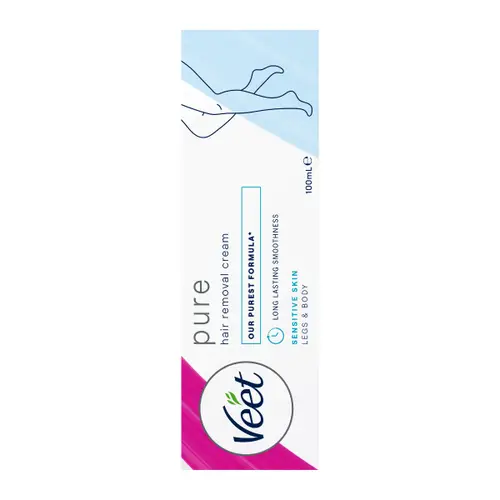 Veet
pure
hair removal cream
OUR PUREST FORMULA*
LONG LASTING SMOOTHNESS
SENSITIVE SKIN
LEGS & BODY
100mL ℮